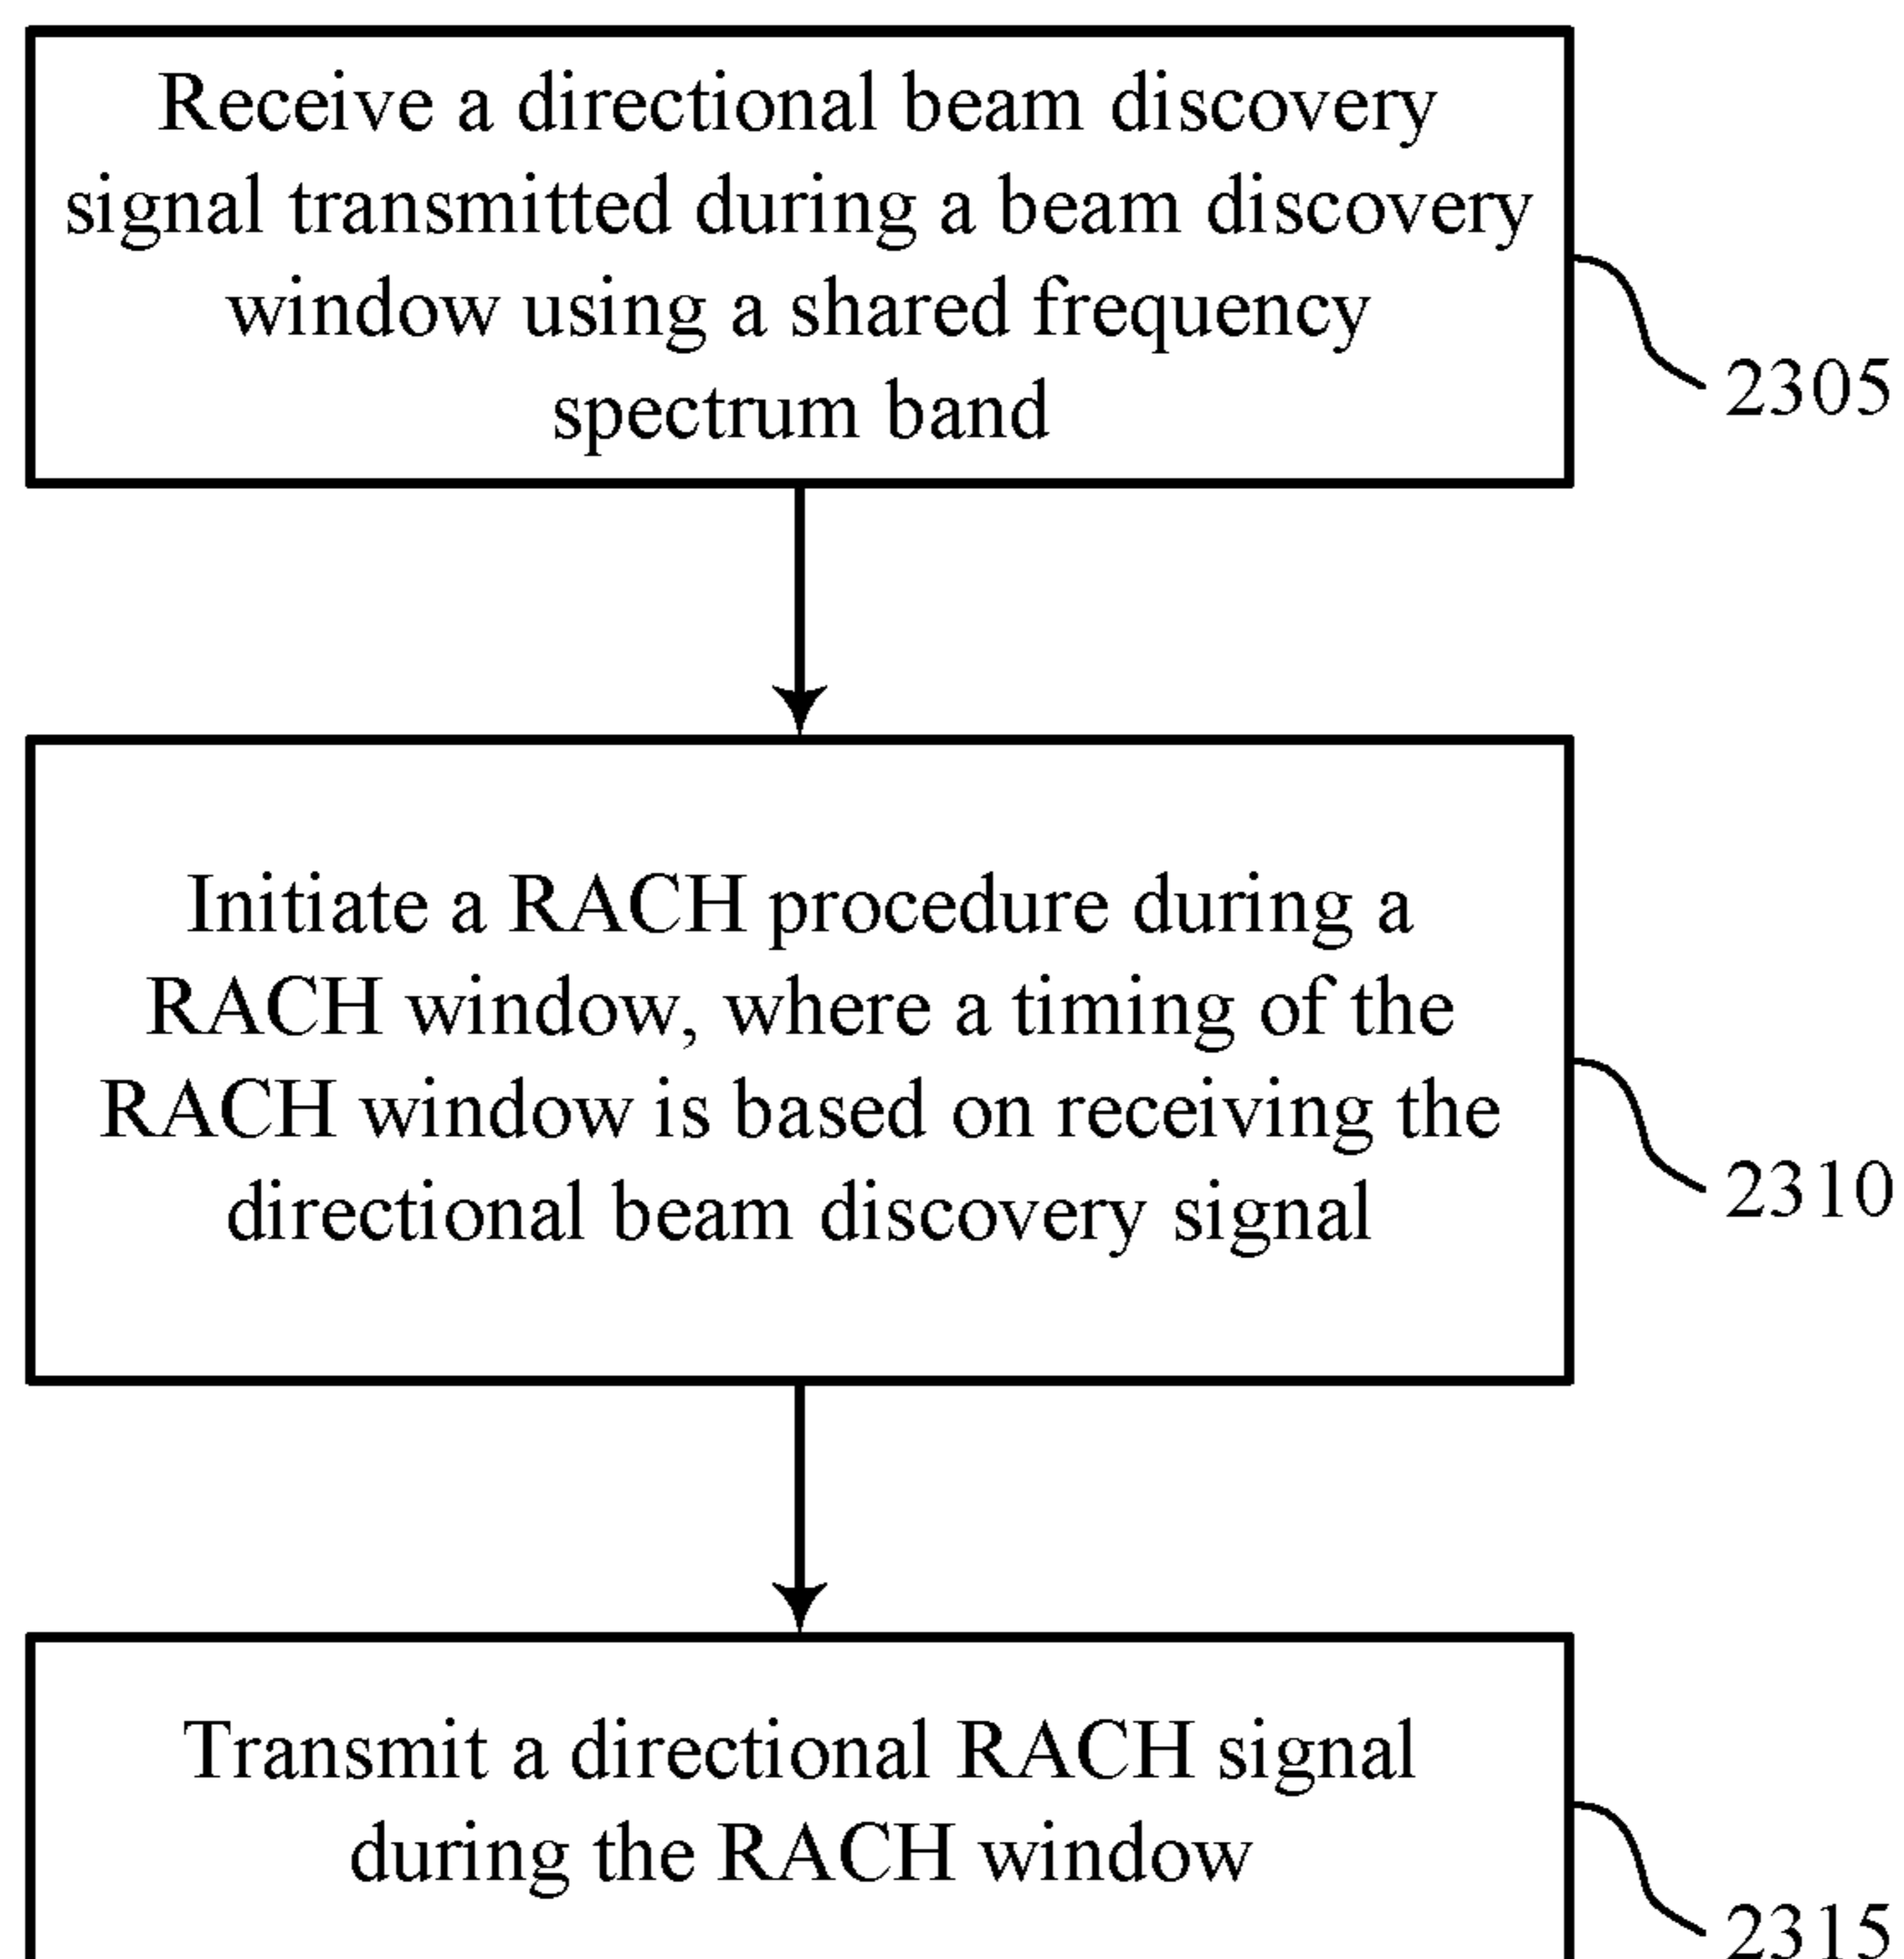 Receive a directional beam discovery
signal transmitted during a beam discovery
window using a shared frequency
spectrum band
2305
Initiate a RACH procedure during a
RACH window, where a timing of the
RACH window is based on receiving the
directional beam discovery signal
2310
Transmit a directional RACH signal
during the RACH window
2315